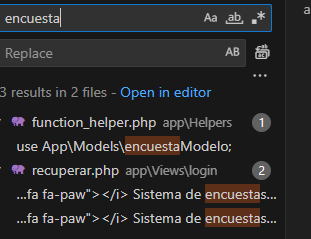 encuesta
Aa ab .*
Replace
AB
...
3 results in 2 files - Open in editor
function_helper.php app\Helpers 1
use App\Models\encuestaModelo;
recuperar.php app\Views\login 2
...fa fa-paw"></i> Sistema de encuestas...
...fa fa-paw"></i> Sistema de encuestas...